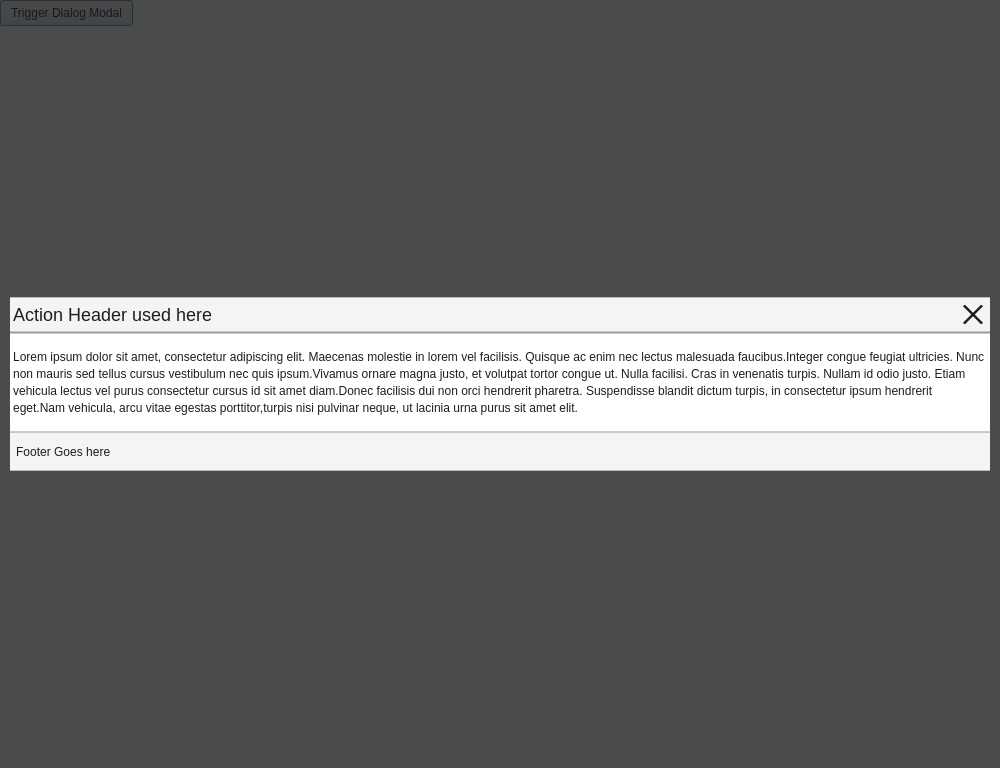 Trigger Dialog Modal
Action Header used here
Lorem ipsum dolor sit amet, consectetur adipiscing elit. Maecenas molestie in lorem vel facilisis. Quisque ac enim nec lectus malesuada faucibus.Integer congue feugiat ultricies. Nunc
non mauris sed tellus cursus vestibulum nec quis ipsum.Vivamus ornare magna justo, et volutpat tortor congue ut. Nulla facilisi. Cras in venenatis turpis. Nullam id odio justo. Etiam
vehicula lectus vel purus consectetur cursus id sit amet diam.Donec facilisis dui non orci hendrerit pharetra. Suspendisse blandit dictum turpis, in consectetur ipsum hendrerit
eget.Nam vehicula, arcu vitae egestas porttitor,turpis nisi pulvinar neque, ut lacinia urna purus sit amet elit.
Footer Goes here